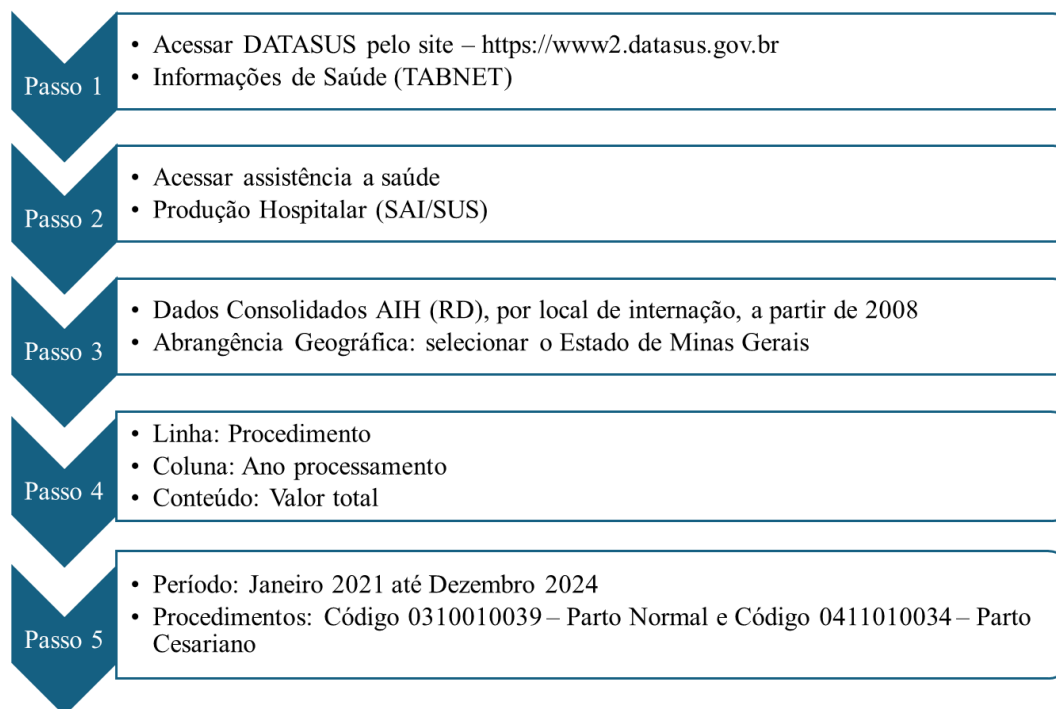 Passo 1
• Acessar DATASUS pelo site – https://www2.datasus.gov.br
• Informações de Saúde (TABNET)
Passo 2
• Acessar assistência a saúde
• Produção Hospitalar (SAI/SUS)
Passo 3
• Dados Consolidados AIH (RD), por local de internação, a partir de 2008
• Abrangência Geográfica: selecionar o Estado de Minas Gerais
Passo 4
• Linha: Procedimento
• Coluna: Ano processamento
• Conteúdo: Valor total
Passo 5
• Período: Janeiro 2021 até Dezembro 2024
• Procedimentos: Código 0310010039 – Parto Normal e Código 0411010034 – Parto
Cesariano